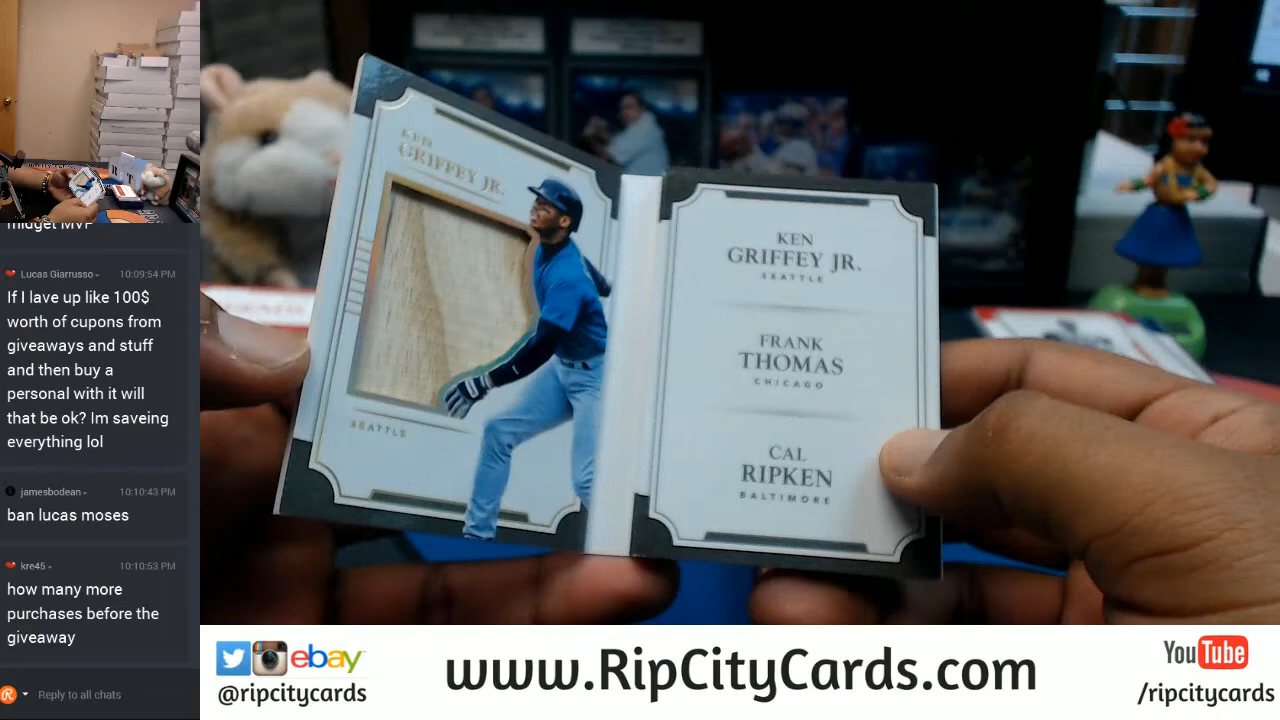 midget MVP
Lucas Giarrusso
10:09:54 PM
If I lave up like 100$
worth of cupons from
giveaways and stuff
and then buy a
personal with it will
that be ok? Im saveing
everything lol
jamesbodean
10:10:43 PM
ban lucas moses
kre45
10:10:53 PM
how many more
purchases before the
giveaway
Reply to all chats
KEN
GRIFFEY JR.
SEATTLE
KEN
GRIFFEY JR.
SEATTLE
FRANK
THOMAS
CHICAGO
CAL
RIPKEN
BALTIMORE
ebay
@ripcitycards
www.RipCityCards.com
YouTube
/ripcitycards